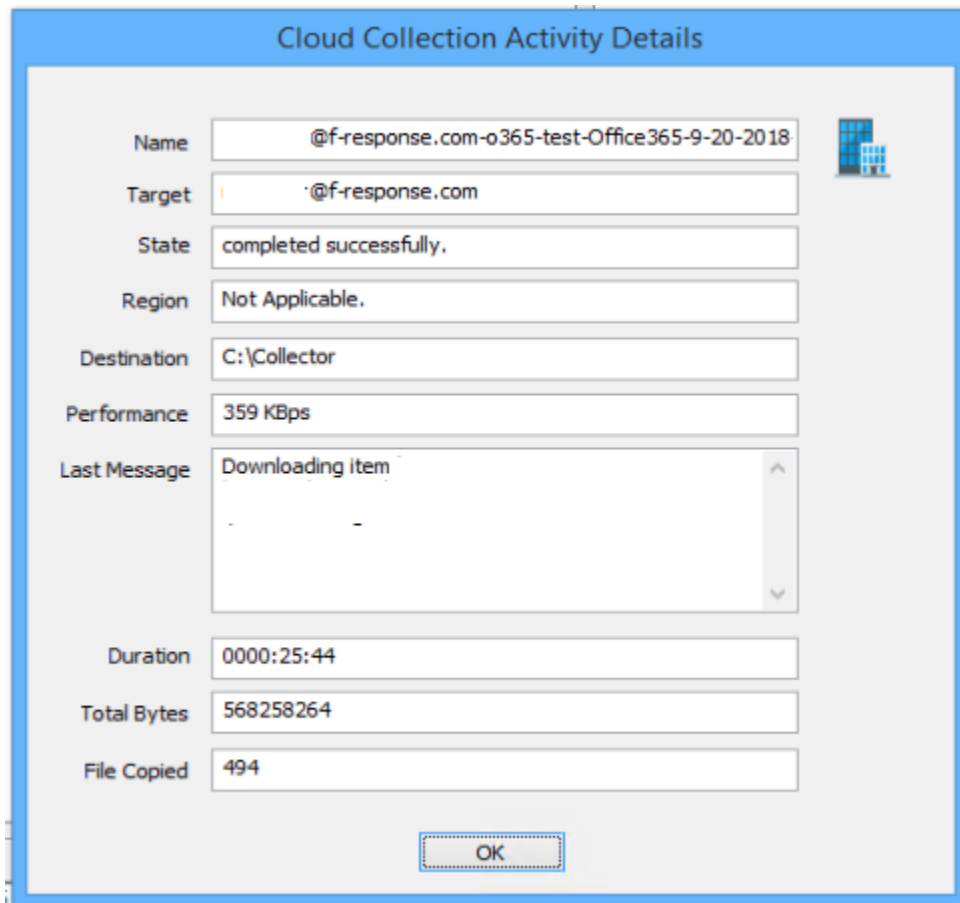 Cloud Collection Activity Details
Name @f-response.com-o365-test-Office365-9-20-2018-
Target @f-response.com
State completed successfully.
Region Not Applicable.
Destination C:\Collector
Performance 359 KBps
Last Message Downloading item
Duration 0000:25:44
Total Bytes 568258264
File Copied 494
OK